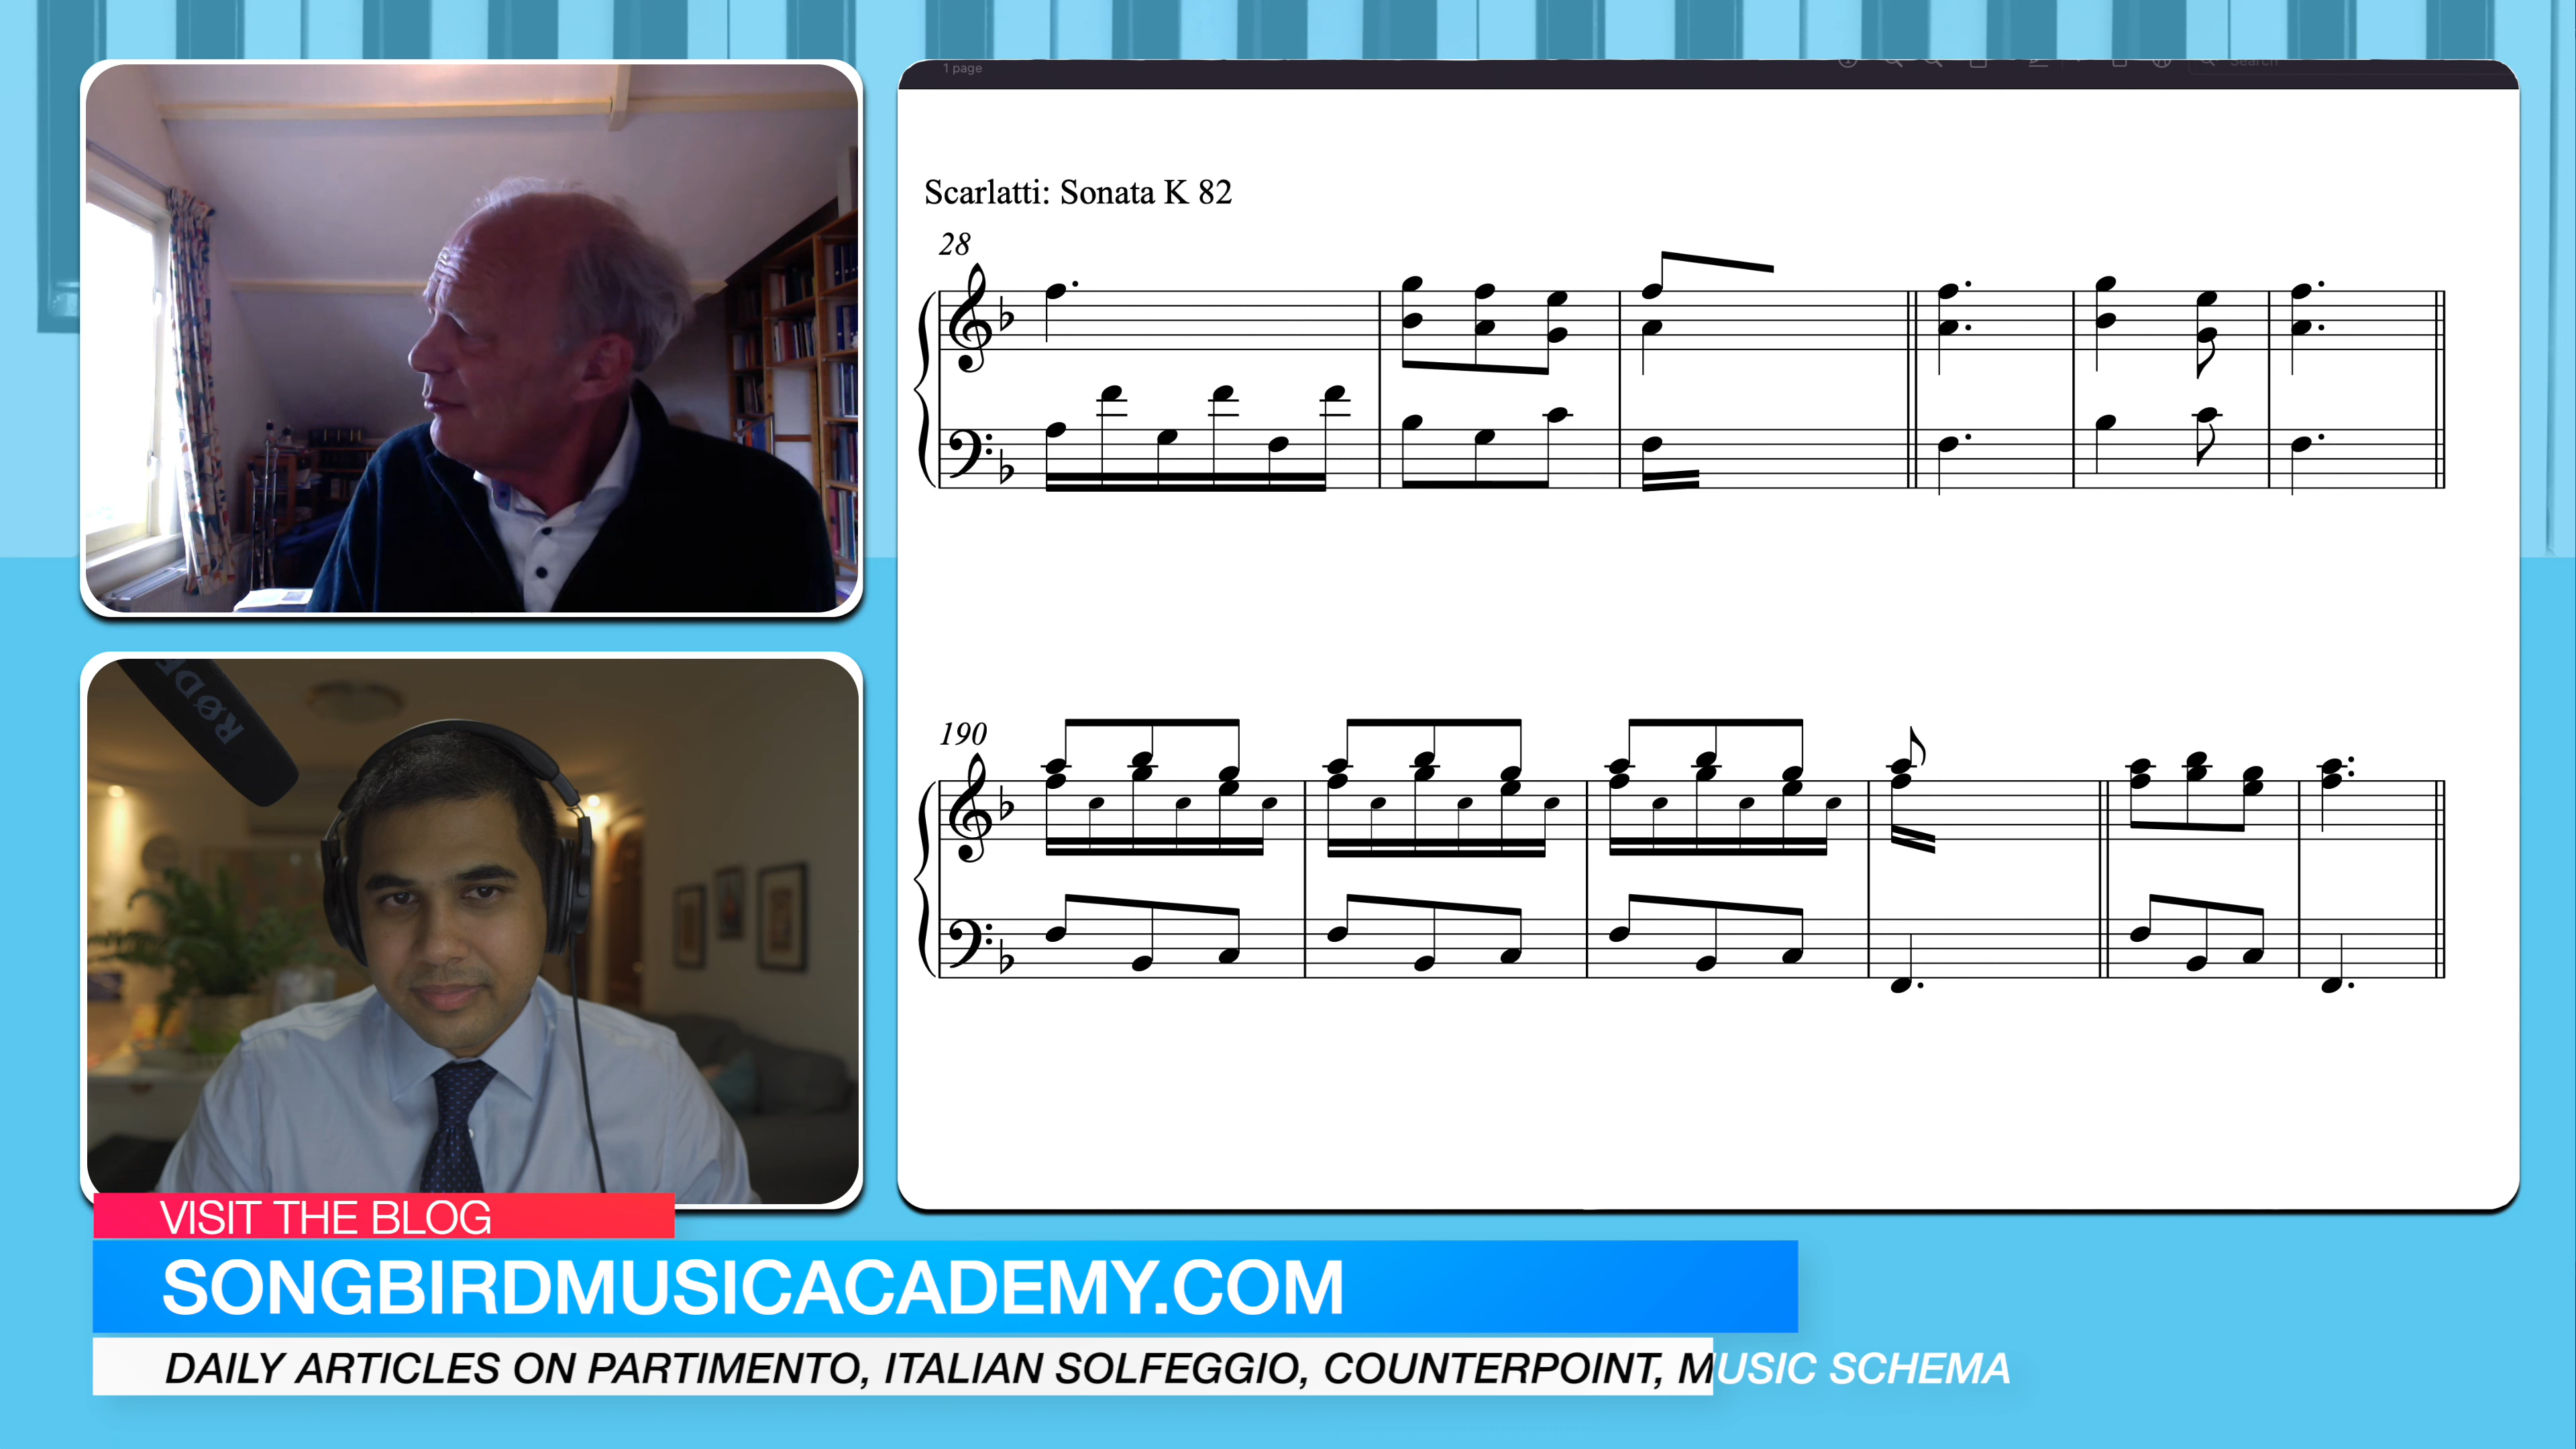 1 page
Search
Scarlatti: Sonata K 82
28
190
RØDE
VISIT THE BLOG
SONGBIRDMUSICACADEMY.COM
DAILY ARTICLES ON PARTIMENTO, ITALIAN SOLFEGGIO, COUNTERPOINT, MUSIC SCHEMA